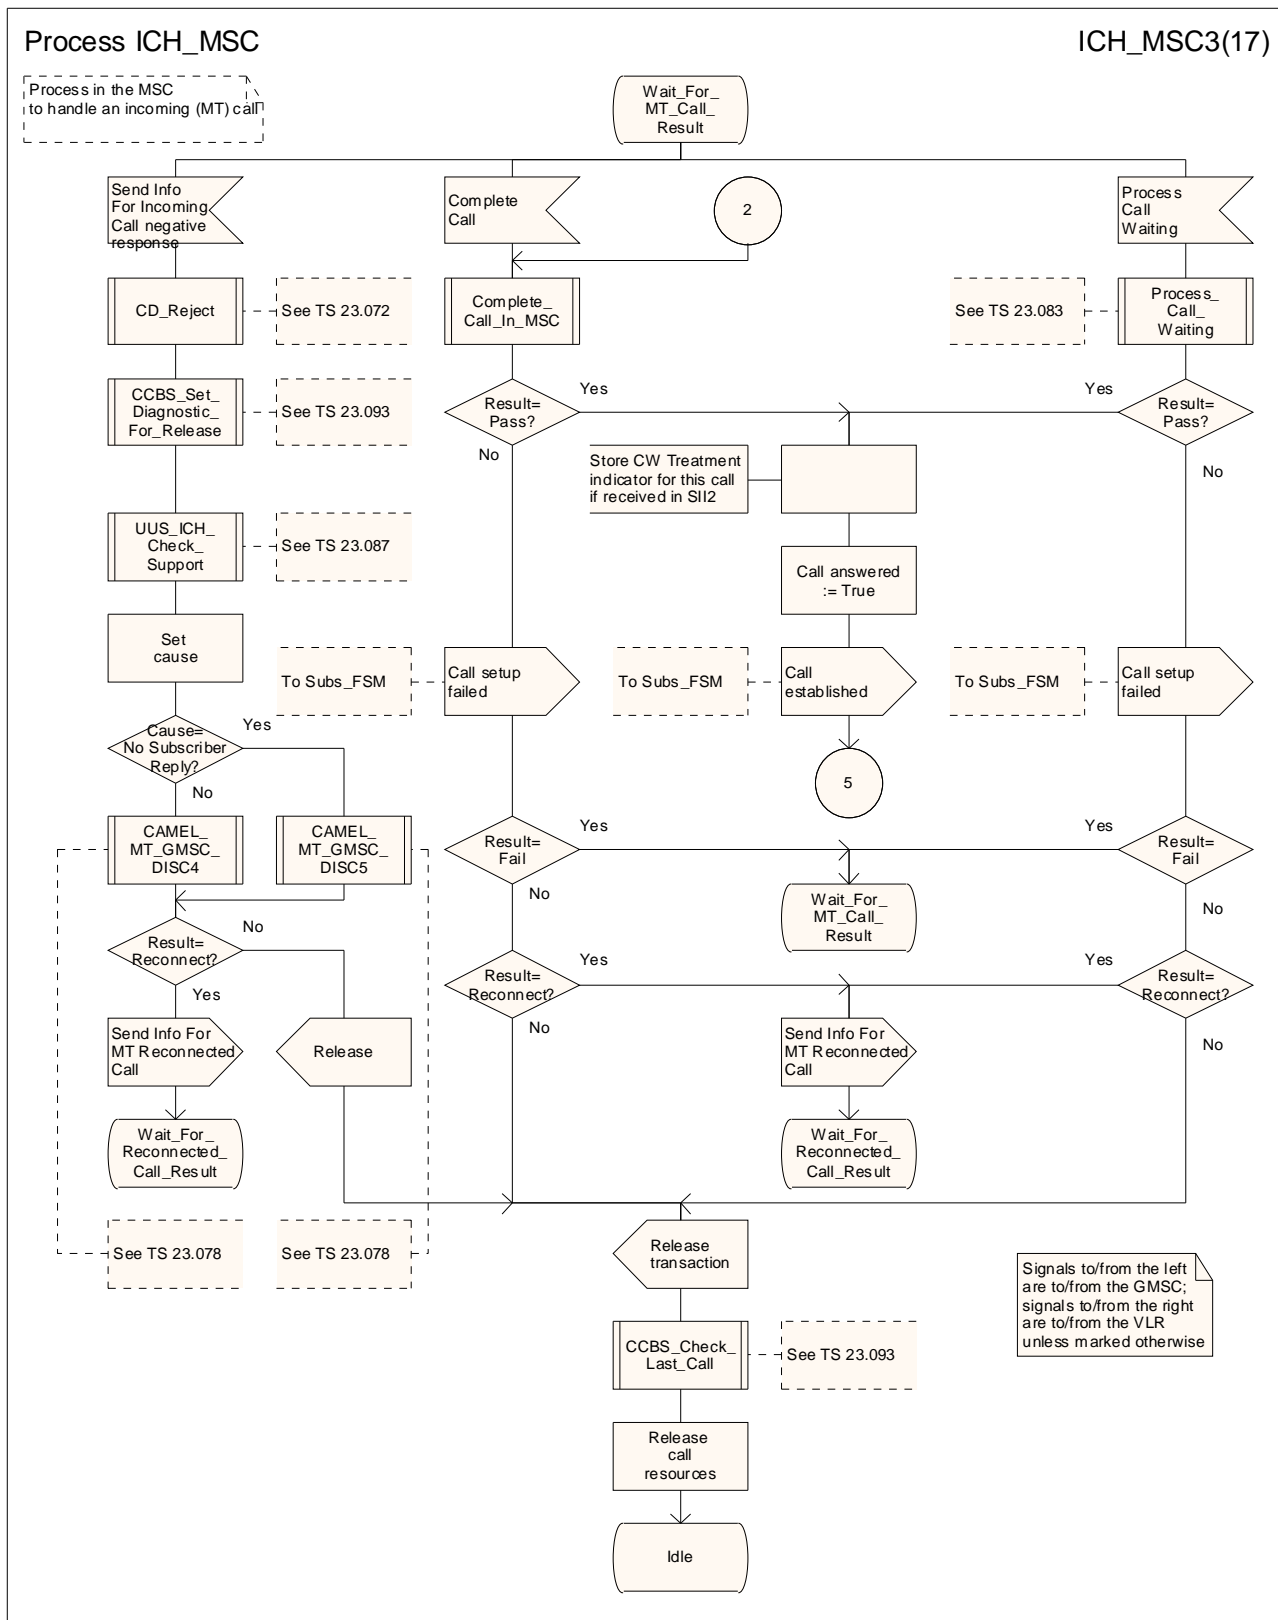 Process ICH_MSC
ICH_MSC3(17)
Process in the MSC
to handle an incoming (MT) call
Wait_For_
MT_Call_
Result
Send Info
For Incoming
Call negative
response
Complete
Call
2
Process
Call
Waiting
CD_Reject
See TS 23.072
Complete_
Call_In_MSC
See TS 23.083
Process_
Call_
Waiting
CCBS_Set_
Diagnostic_
For_Release
See TS 23.093
Result=
Pass?
Yes
No
Yes
Result=
Pass?
No
Store CW Treatment
indicator for this call
if received in SII2
UUS_ICH_
Check_
Support
See TS 23.087
Call answered
:= True
Set
cause
To Subs_FSM
Call setup
failed
To Subs_FSM
Call
established
To Subs_FSM
Call setup
failed
Cause=
No Subscriber
Reply?
Yes
No
5
CAMEL_
MT_GMSC_
DISC4
CAMEL_
MT_GMSC_
DISC5
Result=
Fail
Yes
No
Yes
Result=
Fail
No
Wait_For_
MT_Call_
Result
Result=
Reconnect?
No
Yes
Result=
Reconnect?
Yes
No
Yes
Result=
Reconnect?
No
Send Info For
MT Reconnected
Call
Release
Send Info For
MT Reconnected
Call
Wait_For_
Reconnected_
Call_Result
Wait_For_
Reconnected_
Call_Result
See TS 23.078
See TS 23.078
Release
transaction
Signals to/from the left
are to/from the GMSC;
signals to/from the right
are to/from the VLR
unless marked otherwise
CCBS_Check_
Last_Call
See TS 23.093
Release
call
resources
Idle